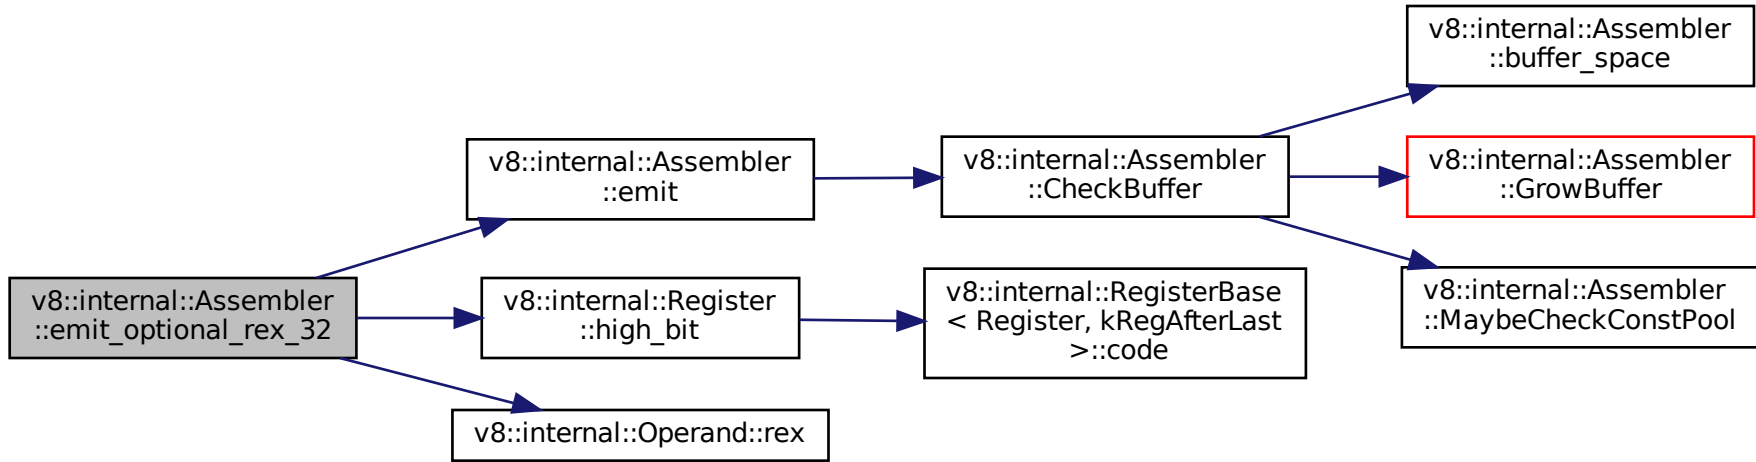 v8::internal::Assembler
::emit_optional_rex_32
v8::internal::Assembler
::emit
v8::internal::Register
::high_bit
v8::internal::Operand::rex
v8::internal::Assembler
::CheckBuffer
v8::internal::RegisterBase
< Register, kRegAfterLast
>::code
v8::internal::Assembler
::buffer_space
v8::internal::Assembler
::GrowBuffer
v8::internal::Assembler
::MaybeCheckConstPool